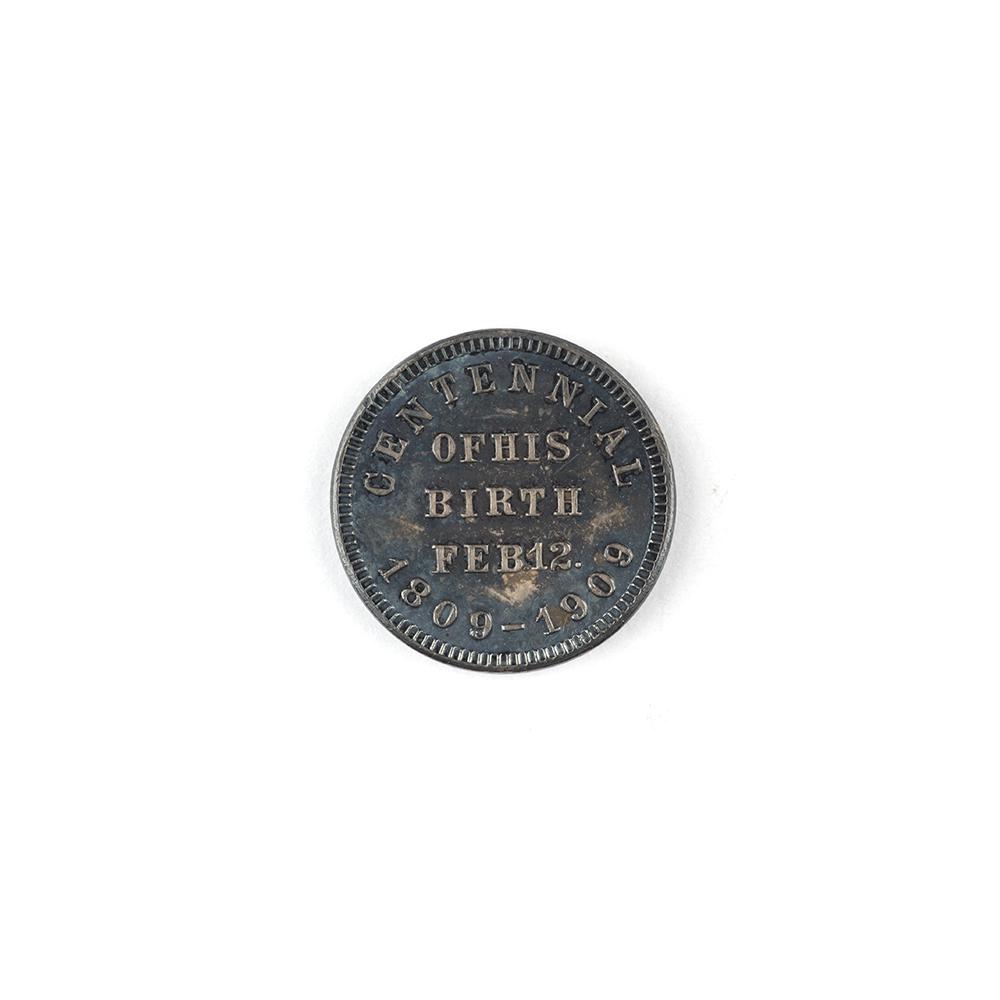 CENTENNIAL
OFHIS
BIRTH
FEB12.
1809-1909